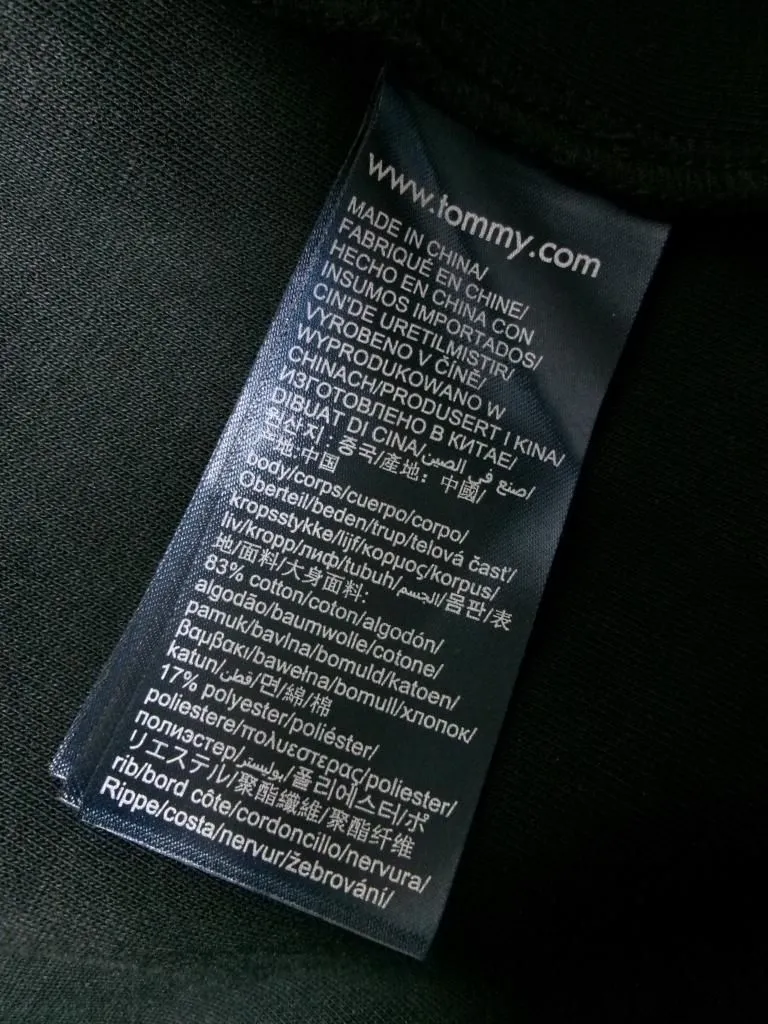 www.tommy.com
MADE IN CHINA/
FABRIQUÉ EN CHINE/
HECHO EN CHINA CON
INSUMOS IMPORTADOS/
CIN'DE URETILMISTIR/
VYROBENO V ČÍNĚ/
WYPRODUKOWANO W
CHINACH/PRODUSERT I KINA/
ИЗГОТОВЛЕНО В КИТАЕ/
DIBUAT DI CINA/صنع في الصين/
원산지: 중국/產地: 中國/
产地:中国
body/corps/cuerpo/corpo/
Oberteil/beden/trup/telová časť/
kropsstykke/lijf/κορμος/korpus/
liv/kropp/лиф/tubuh/الجسم/몸판/表
地/面料/大身面料:
83% cotton/coton/algodón/
algodão/baumwolle/cotone/
pamuk/bavlna/bomuld/katoen/
βαμβακι/bawełna/bomull/хлопок/
katun/قطن/면/綿/棉
17% polyester/poliéster/
poliestere/πολυεστερας/poliester/
полиэстер/بوليستر/폴리에스터/ポ
リエステル/聚酯纖維/聚酯纤维
rib/bord côte/cordoncillo/nervura/
Rippe/costa/nervur/žebrování/